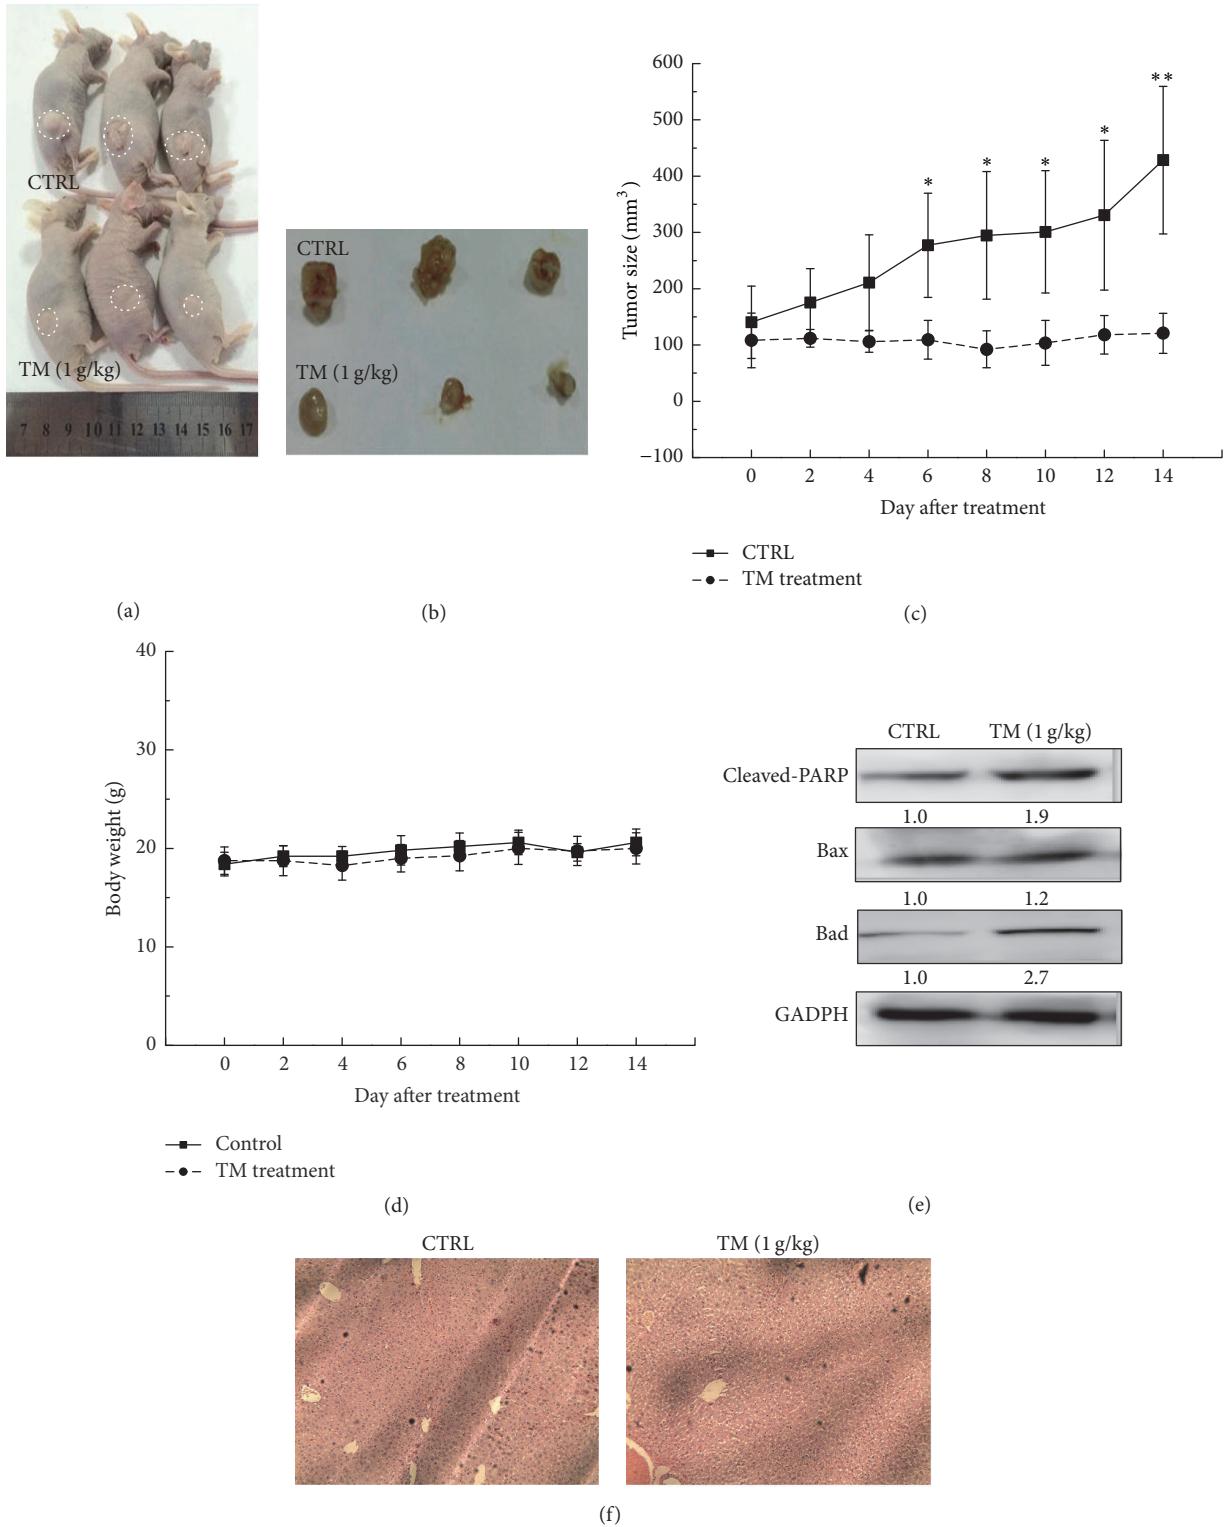 CTRL
TM (1 g/kg)
7 8 9 10 11 12 13 14 15 16 17
(a)
CTRL
TM (1 g/kg)
(b)
600
500
400
300
200
100
0
−100
Tumor size (mm³)
*
*
*
*
**
0 2 4 6 8 10 12 14
Day after treatment
CTRL
TM treatment
(c)
40
30
20
10
0
Body weight (g)
0 2 4 6 8 10 12 14
Day after treatment
Control
TM treatment
(d)
CTRL TM (1 g/kg)
Cleaved-PARP
1.0 1.9
Bax
1.0 1.2
Bad
1.0 2.7
GADPH
(e)
CTRL TM (1 g/kg)
(f)